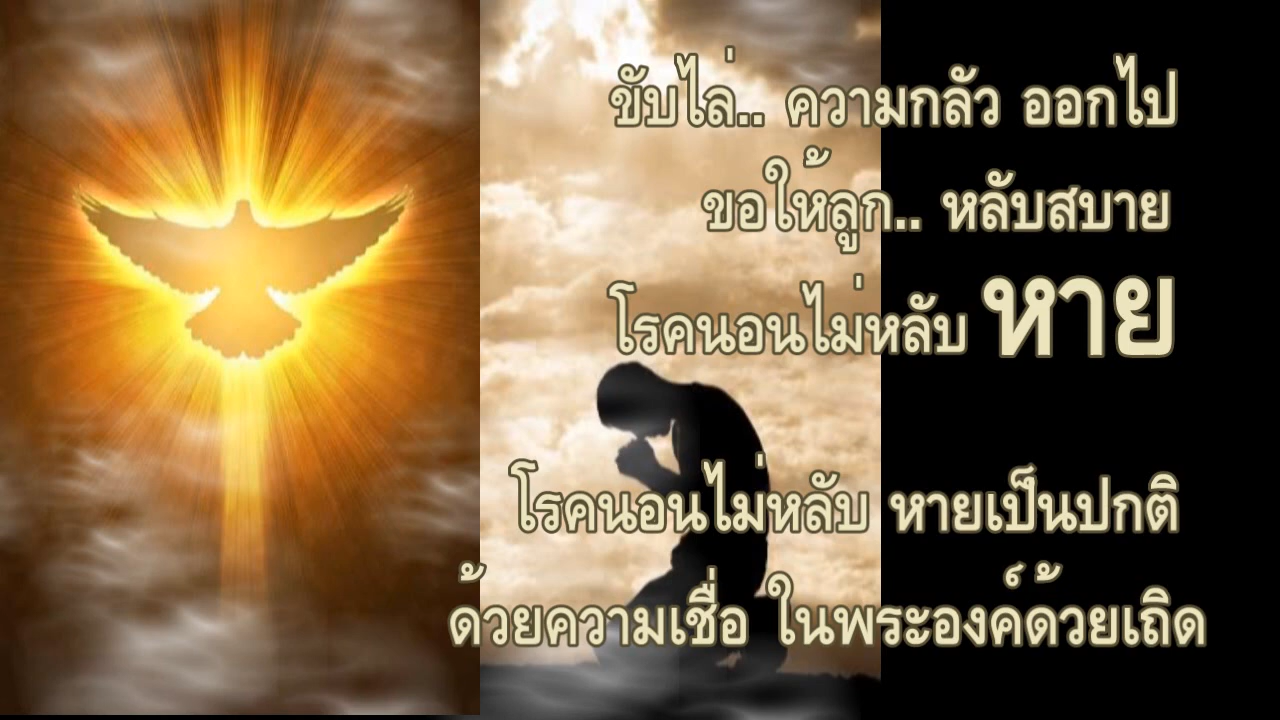 ขับไล่.. ความกลัว ออกไป
ขอให้ลูก.. หลับสบาย
โรคนอนไม่หลับ หาย
โรคนอนไม่หลับ หายเป็นปกติ
ด้วยความเชื่อ ในพระองค์ด้วยเถิด